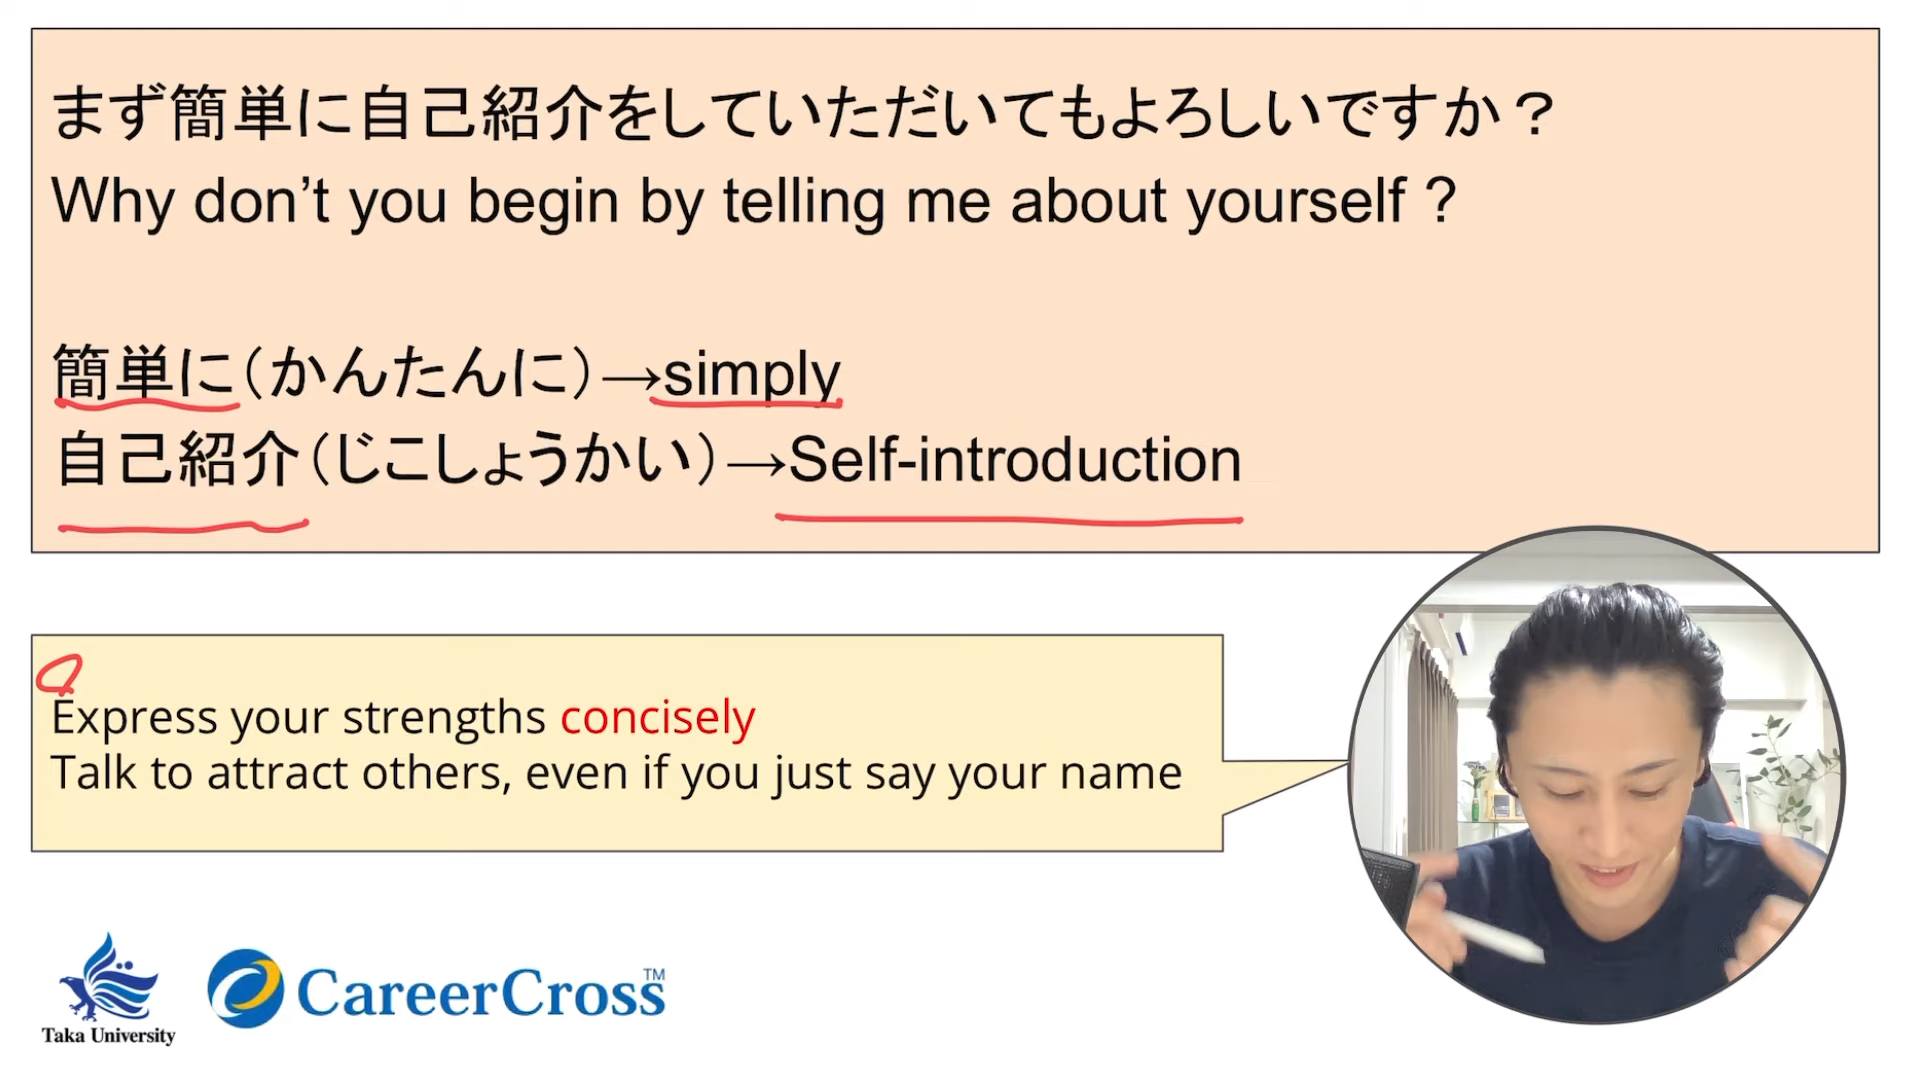 まず簡単に自己紹介をしていただいてもよろしいですか？
Why don’t you begin by telling me about yourself ?
簡単に（かんたんに）→simply
自己紹介（じこしょうかい）→Self-introduction
Express your strengths concisely
Talk to attract others, even if you just say your name
Taka University
CareerCross™